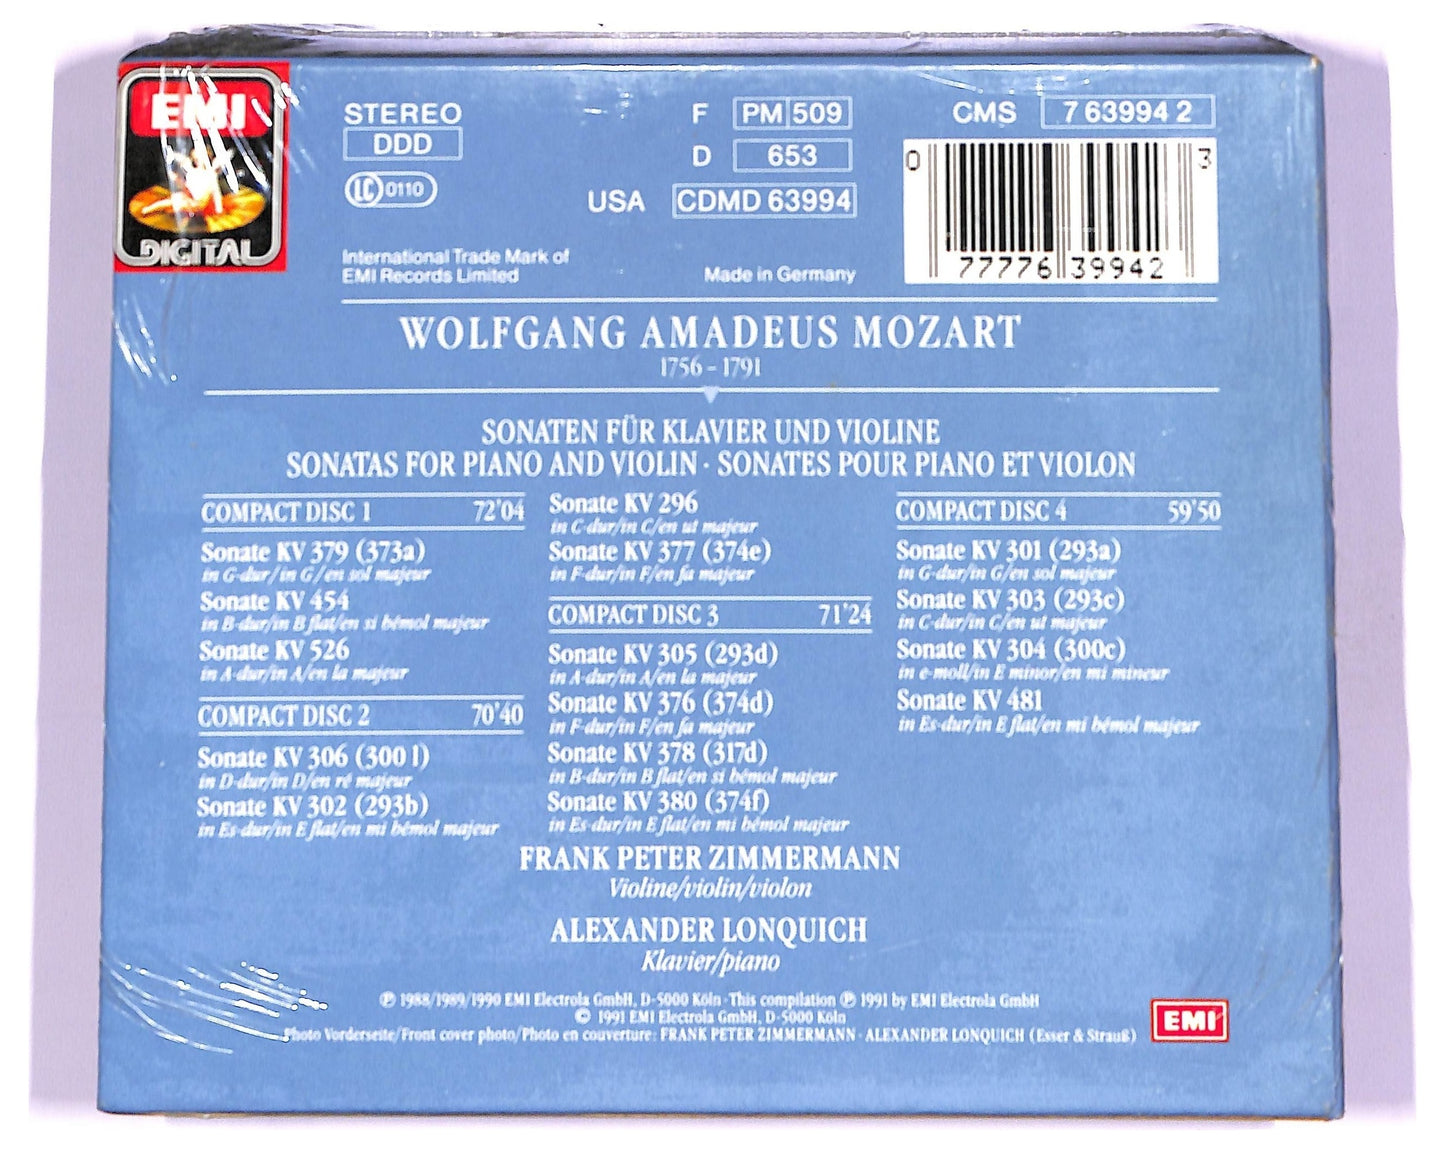 EMI
DIGITAL
STEREO
DDD
LC 0110
F PM 509
D 653
USA CDMD 63994
CMS 7 63994 2
0 77776 39942 3
International Trade Mark of
EMI Records Limited
Made in Germany
WOLFGANG AMADEUS MOZART
1756 – 1791
SONATEN FÜR KLAVIER UND VIOLINE
SONATAS FOR PIANO AND VIOLIN · SONATES POUR PIANO ET VIOLON
COMPACT DISC 1 72'04
Sonate KV 379 (373a)
in G-dur/in G/en sol majeur
Sonate KV 454
in B-dur/in B flat/en si bémol majeur
Sonate KV 526
in A-dur/in A/en la majeur
COMPACT DISC 2 70'40
Sonate KV 306 (300 l)
in D-dur/in D/en ré majeur
Sonate KV 302 (293b)
in Es-dur/in E flat/en mi bémol majeur
Sonate KV 296
in C-dur/in C/en ut majeur
Sonate KV 377 (374e)
in F-dur/in F/en fa majeur
COMPACT DISC 3 71'24
Sonate KV 305 (293d)
in A-dur/in A/en la majeur
Sonate KV 376 (374d)
in F-dur/in F/en fa majeur
Sonate KV 378 (317d)
in B-dur/in B flat/en si bémol majeur
Sonate KV 380 (374f)
in Es-dur/in E flat/en mi bémol majeur
COMPACT DISC 4 59'50
Sonate KV 301 (293a)
in G-dur/in G/en sol majeur
Sonate KV 303 (293c)
in C-dur/in C/en ut majeur
Sonate KV 304 (300c)
in e-moll/in E minor/en mi mineur
Sonate KV 481
in Es-dur/in E flat/en mi bémol majeur
FRANK PETER ZIMMERMANN
Violine/violin/violon
ALEXANDER LONQUICH
Klavier/piano
℗ 1988/1989/1990 EMI Electrola GmbH, D-5000 Köln · This compilation ℗ 1991 by EMI Electrola GmbH
© 1991 EMI Electrola GmbH, D-5000 Köln
Photo Vorderseite/Front cover photo/Photo en couverture: FRANK PETER ZIMMERMANN · ALEXANDER LONQUICH (Esser & Strauß)
EMI